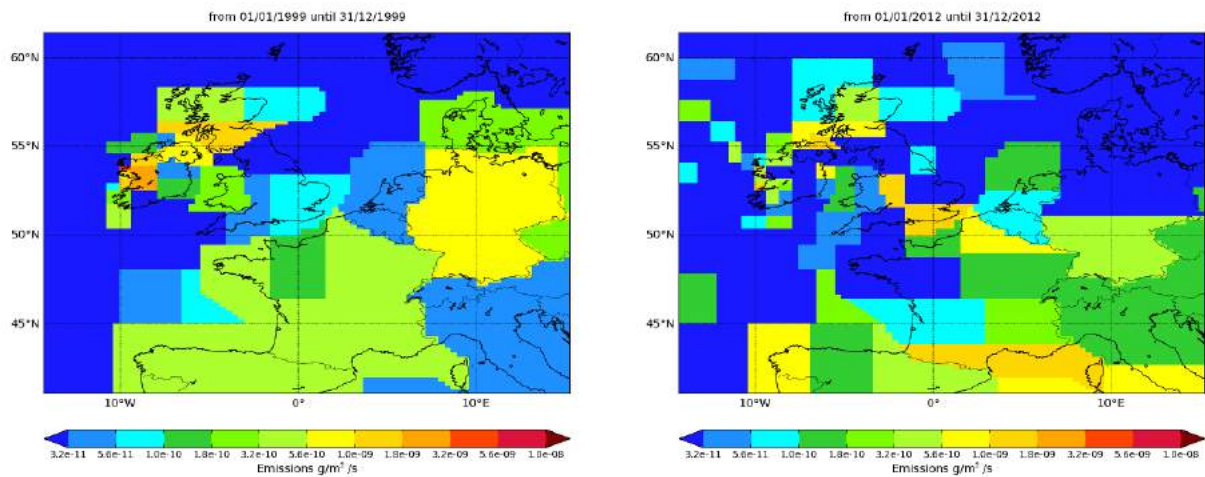 from 01/01/1999 until 31/12/1999
60°N
55°N
50°N
45°N
10°W 0° 10°E
3.2e-11 5.6e-11 1.0e-10 1.8e-10 3.2e-10 5.6e-10 1.0e-09 1.8e-09 3.2e-09 5.6e-09 1.0e-08
Emissions g/m² /s
from 01/01/2012 until 31/12/2012
60°N
55°N
50°N
45°N
10°W 0° 10°E
3.2e-11 5.6e-11 1.0e-10 1.8e-10 3.2e-10 5.6e-10 1.0e-09 1.8e-09 3.2e-09 5.6e-09 1.0e-08
Emissions g/m² /s